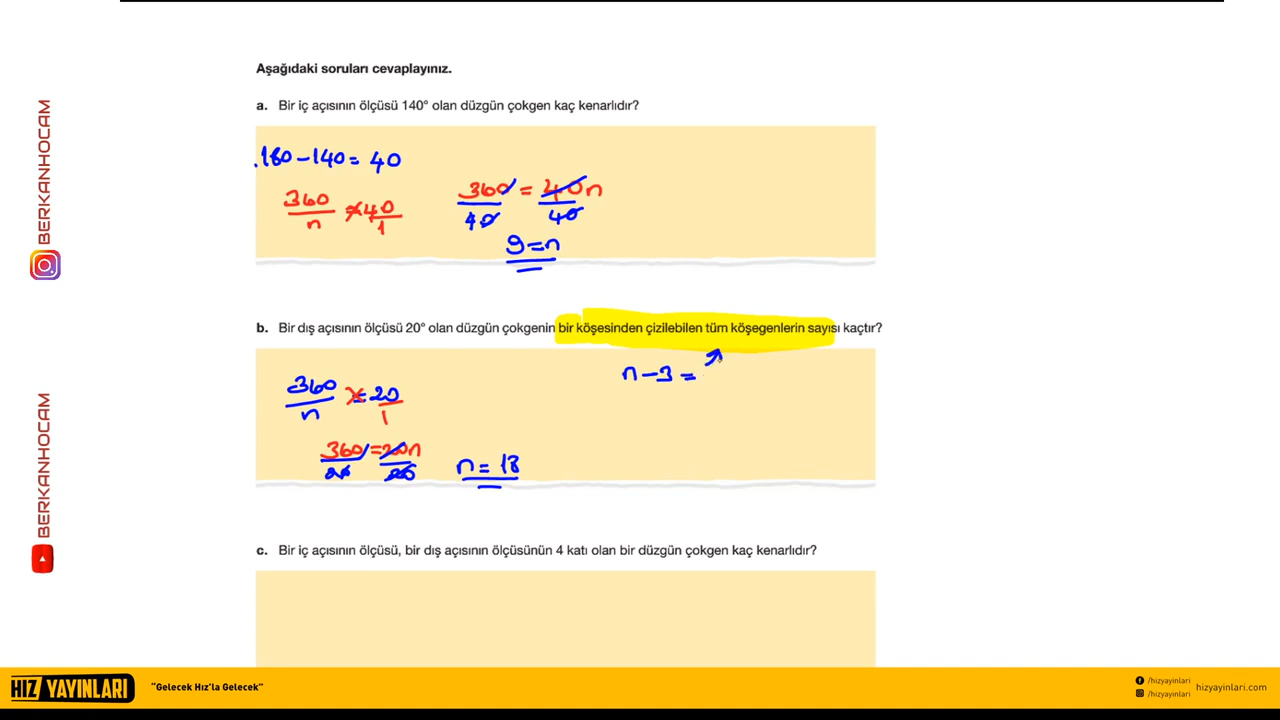 Aşağıdaki soruları cevaplayınız.
a. Bir iç açısının ölçüsü 140° olan düzgün çokgen kaç kenarlıdır?
180-140=40
360/n = 40/1
360/40 = 40n/40
9=n
b. Bir dış açısının ölçüsü 20° olan düzgün çokgenin bir köşesinden çizilebilen tüm köşegenlerin sayısı kaçtır?
n-3=
360/n = 20/1
360/20 = 20n/20
n=18
c. Bir iç açısının ölçüsü, bir dış açısının ölçüsünün 4 katı olan bir düzgün çokgen kaç kenarlıdır?
BERKANHOCAM
BERKANHOCAM
HIZ YAYINLARI
"Gelecek Hız'la Gelecek"
/hizyayinlari
/hizyayinlari
hizyayinlari.com